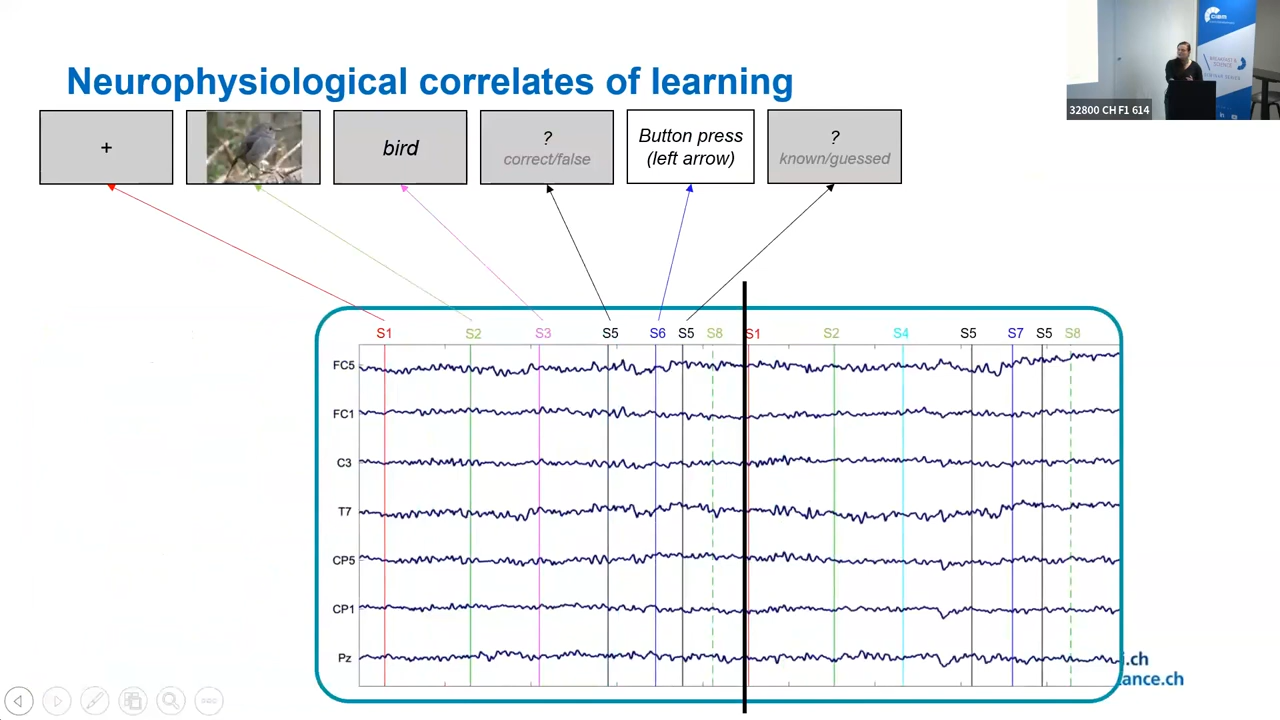 Neurophysiological correlates of learning
+
bird
?
correct/false
Button press
(left arrow)
?
known/guessed
32800 CH F1 614
CIBM
S1 S2 S3 S5 S6 S5 S8 S1 S2 S4 S5 S7 S5 S8
FC5
FC1
C3
T7
CP5
CP1
Pz
i.ch
tance.ch